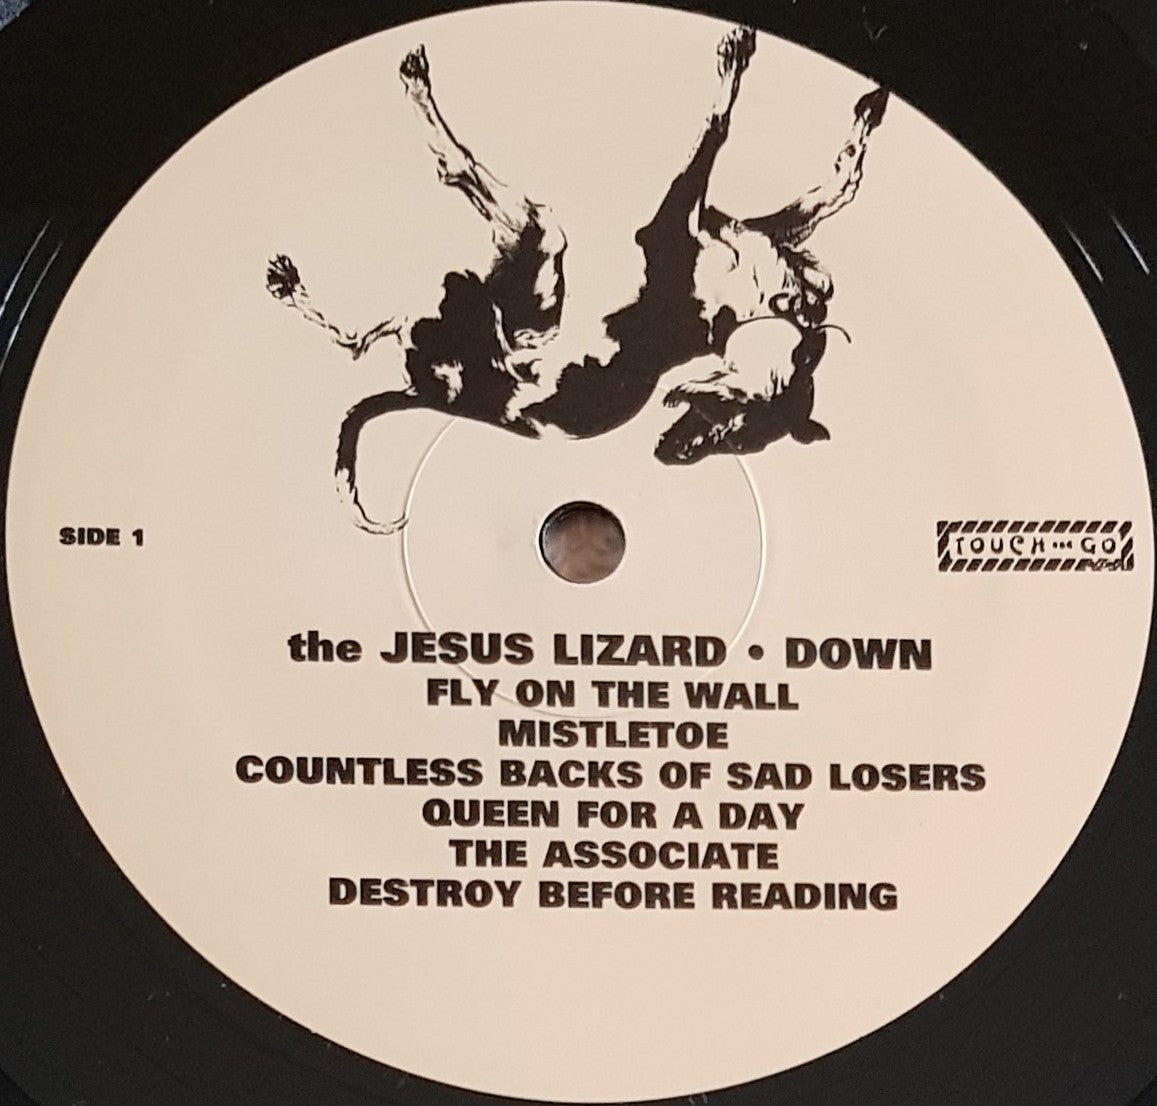 SIDE 1
TOUCH AND GO
the JESUS LIZARD • DOWN
FLY ON THE WALL
MISTLETOE
COUNTLESS BACKS OF SAD LOSERS
QUEEN FOR A DAY
THE ASSOCIATE
DESTROY BEFORE READING